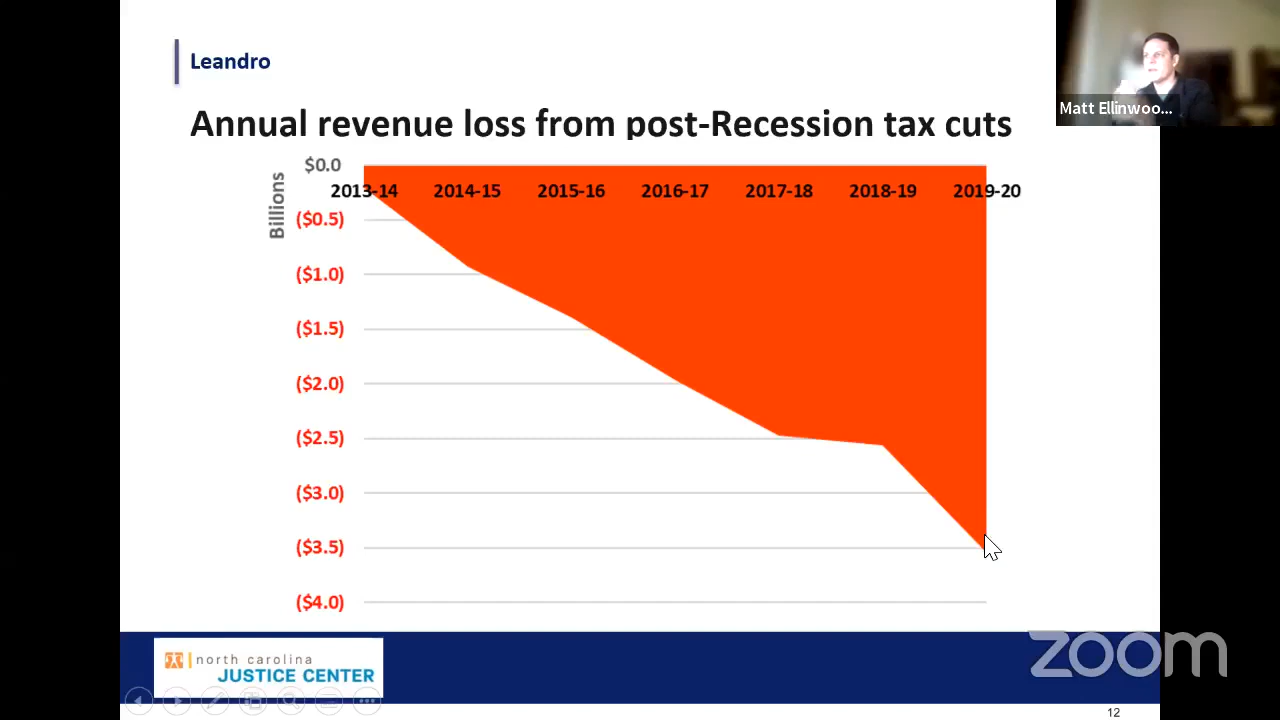 Leandro
Matt Ellinwoo...
Annual revenue loss from post-Recession tax cuts
Billions
$0.0
2013-14 2014-15 2015-16 2016-17 2017-18 2018-19 2019-20
($0.5)
($1.0)
($1.5)
($2.0)
($2.5)
($3.0)
($3.5)
($4.0)
north carolina
JUSTICE CENTER
zoom
12